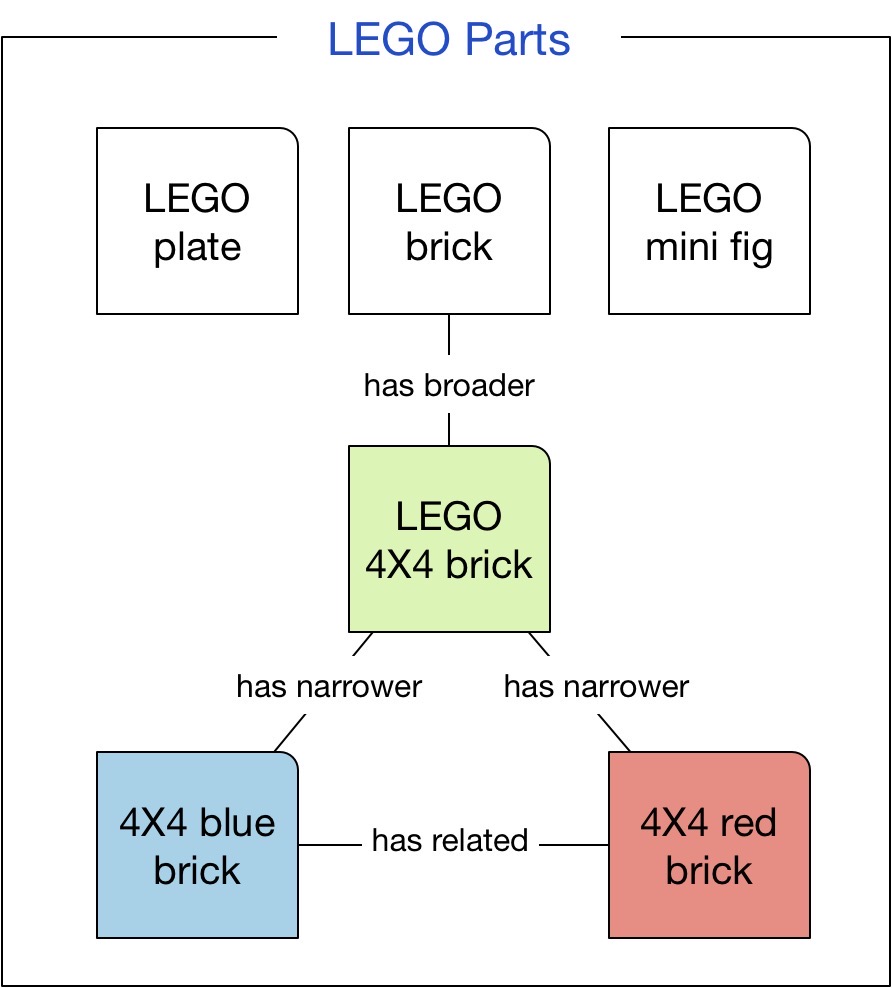 LEGO Parts
LEGO
plate
LEGO
brick
LEGO
mini fig
has broader
LEGO
4X4 brick
has narrower
has narrower
4X4 blue
brick
has related
4X4 red
brick